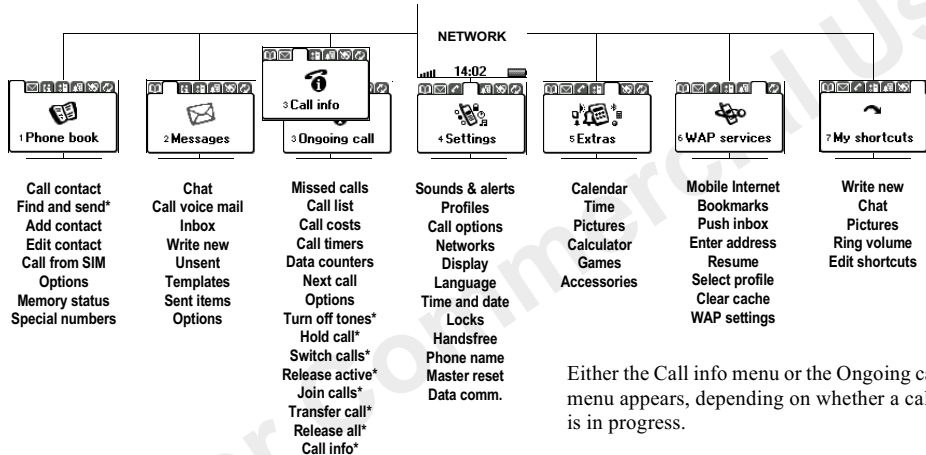 NETWORK
14:02
3 Call info
1 Phone book
2 Messages
3 Ongoing call
4 Settings
5 Extras
6 WAP services
7 My shortcuts
Call contact
Find and send*
Add contact
Edit contact
Call from SIM
Options
Memory status
Special numbers
Chat
Call voice mail
Inbox
Write new
Unsent
Templates
Sent items
Options
Missed calls
Call list
Call costs
Call timers
Data counters
Next call
Options
Turn off tones*
Hold call*
Switch calls*
Release active*
Join calls*
Transfer call*
Release all*
Call info*
Sounds & alerts
Profiles
Call options
Networks
Display
Language
Time and date
Locks
Handsfree
Phone name
Master reset
Data comm.
Calendar
Time
Pictures
Calculator
Games
Accessories
Mobile Internet
Bookmarks
Push inbox
Enter address
Resume
Select profile
Clear cache
WAP settings
Write new
Chat
Pictures
Ring volume
Edit shortcuts
Either the Call info menu or the Ongoing ca
menu appears, depending on whether a cal
is in progress.
r Commercial Us